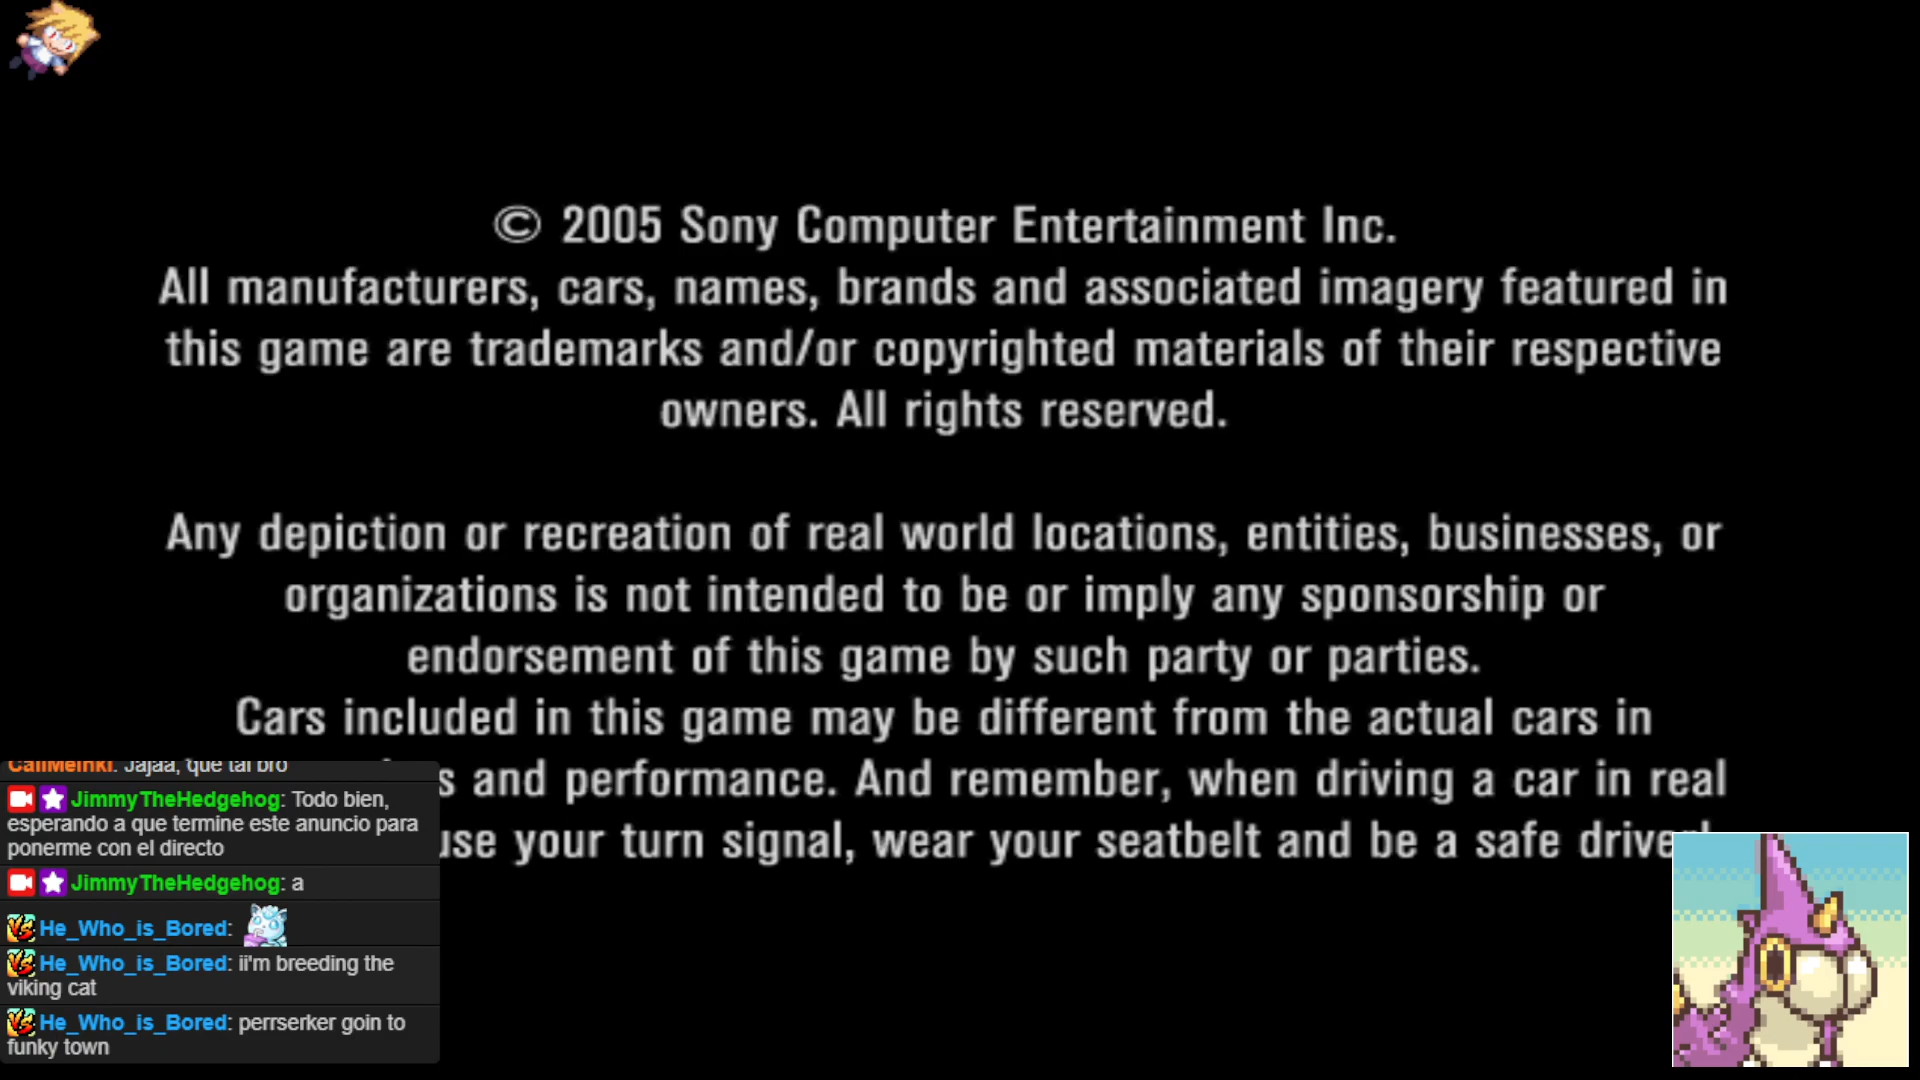 © 2005 Sony Computer Entertainment Inc.
All manufacturers, cars, names, brands and associated imagery featured in
this game are trademarks and/or copyrighted materials of their respective
owners. All rights reserved.
Any depiction or recreation of real world locations, entities, businesses, or
organizations is not intended to be or imply any sponsorship or
endorsement of this game by such party or parties.
Cars included in this game may be different from the actual cars in
and performance. And remember, when driving a car in real
use your turn signal, wear your seatbelt and be a safe driver!
CallMeInki: Jajaa, que tal bro
JimmyTheHedgehog: Todo bien,
esperando a que termine este anuncio para
ponerme con el directo
JimmyTheHedgehog: a
He_Who_is_Bored:
He_Who_is_Bored: ii'm breeding the
viking cat
He_Who_is_Bored: perrserker goin to
funky town